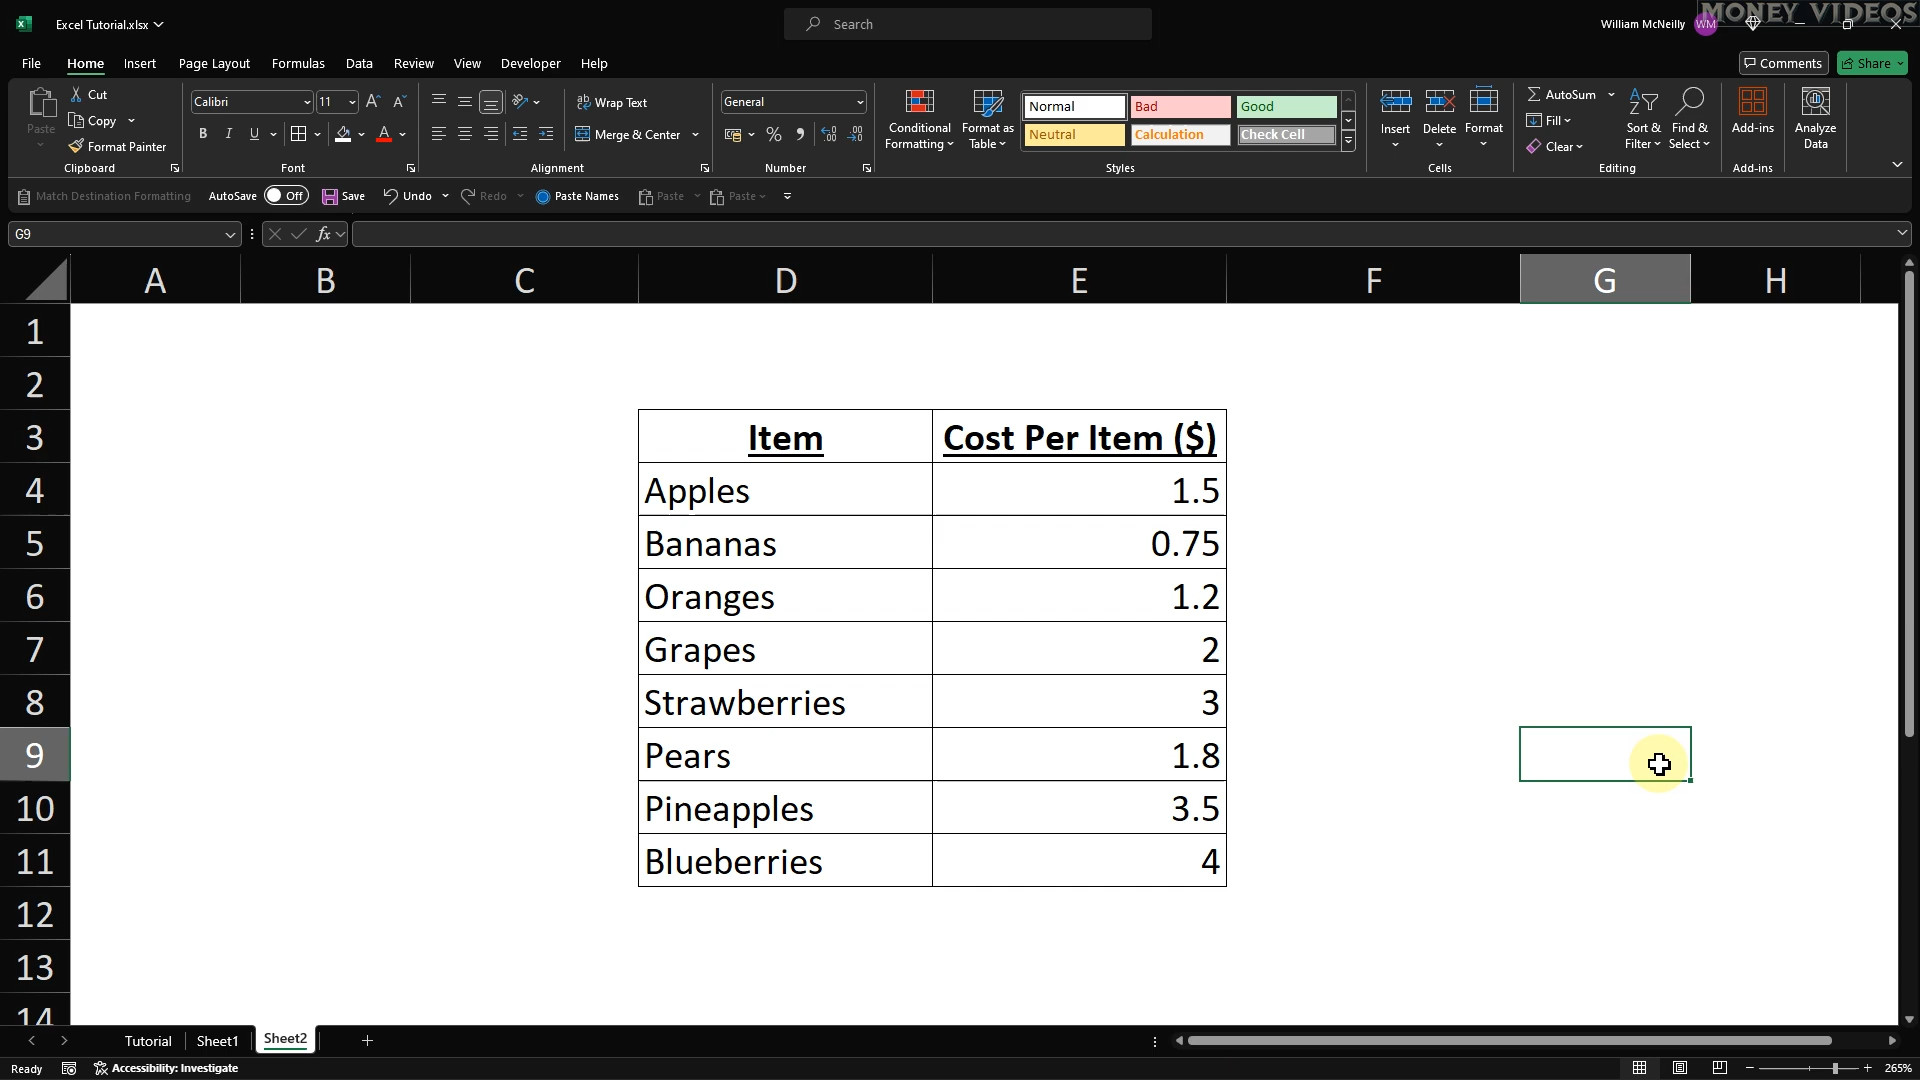 Excel Tutorial.xlsx
Search
William McNeilly WM
MONEY VIDEOS
File Home Insert Page Layout Formulas Data Review View Developer Help
Comments Share
Paste
Cut
Copy
Format Painter
Clipboard
Calibri 11
B I U
Font
Wrap Text
Merge & Center
Alignment
General
Number
Conditional
Formatting
Format as
Table
Normal Bad Good
Neutral Calculation Check Cell
Styles
Insert Delete Format
Cells
AutoSum
Fill
Clear
Sort &
Filter
Find &
Select
Editing
Add-ins
Add-ins
Analyze
Data
Match Destination Formatting AutoSave Off Save Undo Redo Paste Names Paste Paste
G9 fx
A B C D E F G H
1
2
3 Item Cost Per Item ($)
4 Apples 1.5
5 Bananas 0.75
6 Oranges 1.2
7 Grapes 2
8 Strawberries 3
9 Pears 1.8
10 Pineapples 3.5
11 Blueberries 4
12
13
14
Tutorial Sheet1 Sheet2 +
Ready Accessibility: Investigate 265%